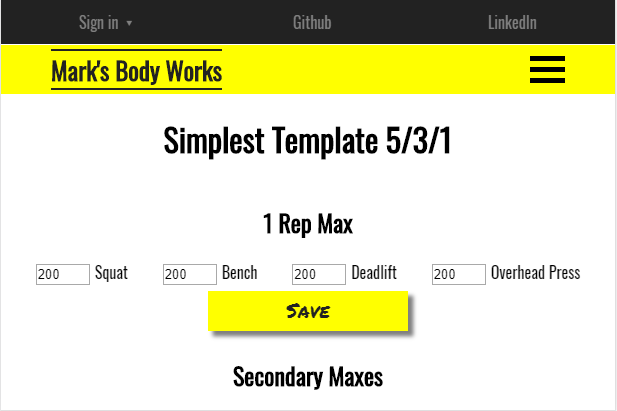 Sign in ▼ Github LinkedIn
Mark's Body Works
Simplest Template 5/3/1
1 Rep Max
200 Squat 200 Bench 200 Deadlift 200 Overhead Press
Save
Secondary Maxes